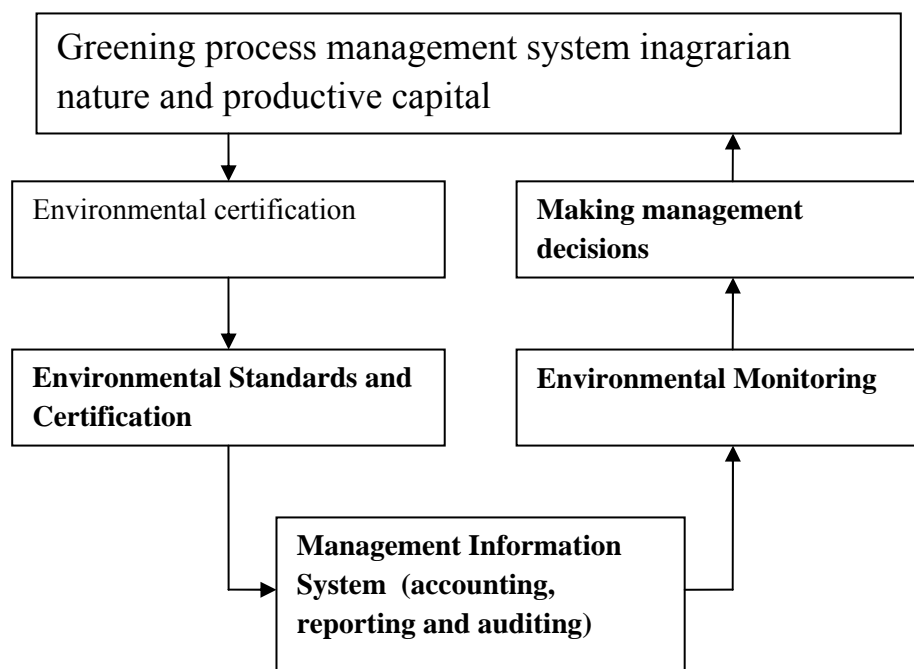 Greening process management system inagrarian
nature and productive capital
Environmental certification
Making management
decisions
Environmental Standards and
Certification
Environmental Monitoring
Management Information
System (accounting,
reporting and auditing)